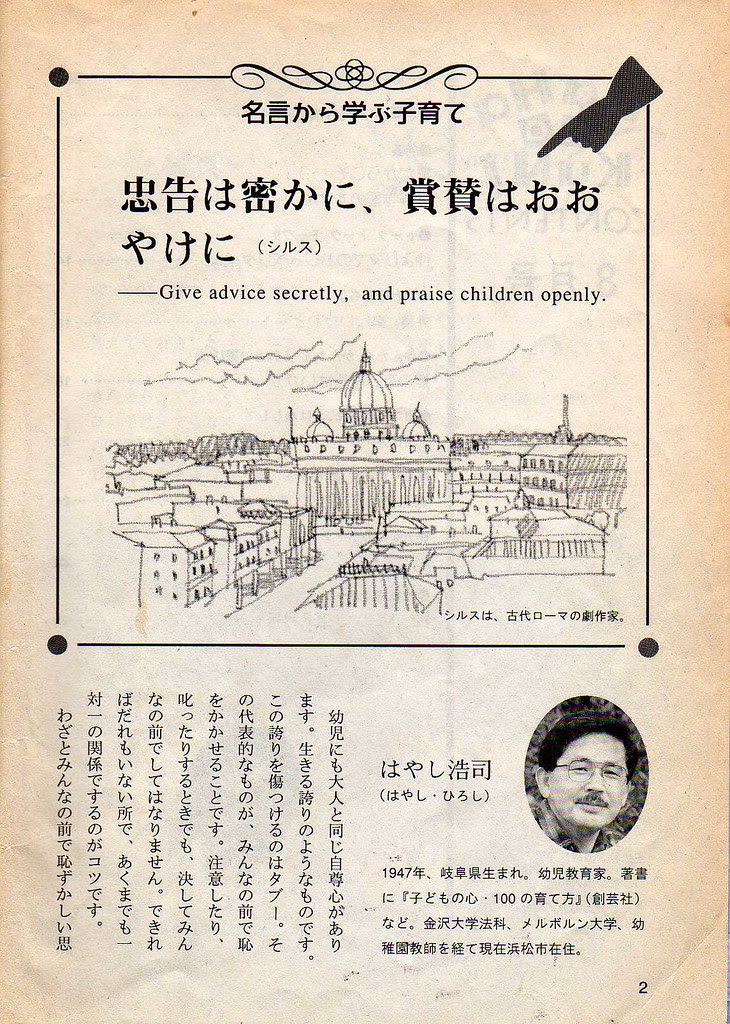 名言から学ぶ子育て
忠告は密かに、賞賛はおお
やけに（シルス）
——Give advice secretly, and praise children openly.
シルスは、古代ローマの劇作家。
はやし浩司
（はやし・ひろし）
1947年、岐阜県生まれ。幼児教育家。著書
に『子どもの心・100の育て方』（創芸社）
など。金沢大学法科、メルボルン大学、幼
稚園教師を経て現在浜松市在住。
幼児にも大人と同じ自尊心があり
ます。生きる誇りのようなものです。
この誇りを傷つけるのはタブー。そ
の代表的なものが、みんなの前で恥
をかかせることです。注意したり、
叱ったりするときでも、決してみん
なの前でしてはなりません。できれ
ばだれもいない所で、あくまでも一
対一の関係でするのがコツです。
わざとみんなの前で恥ずかしい思
2